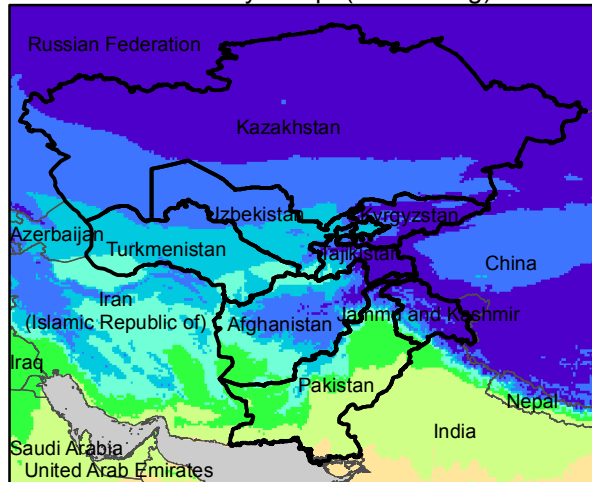 Russian Federation
Kazakhstan
Uzbekistan
Kyrgyzstan
Azerbaijan
Turkmenistan
Tajikistan
China
Iran
(Islamic Republic of)
Afghanistan
Jammu and Kashmir
Iraq
Pakistan
Nepal
India
Saudi Arabia
United Arab Emirates